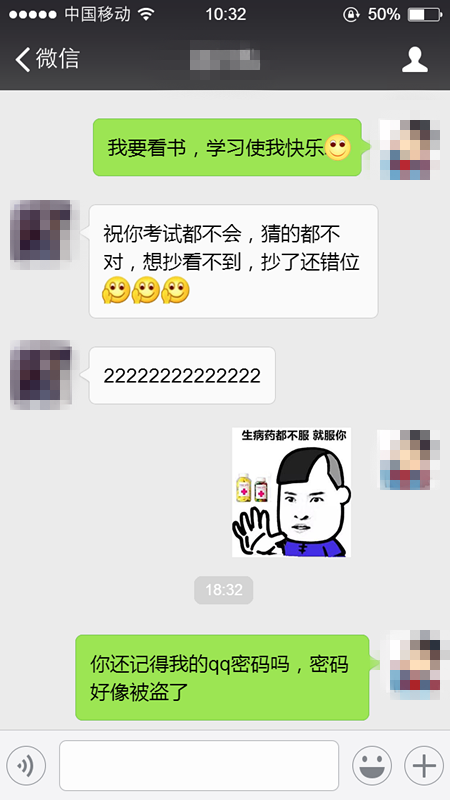 中国移动 10:32 50%
微信
我要看书，学习使我快乐
祝你考试都不会，猜的都不
对，想抄看不到，抄了还错位
22222222222222
生病药都不服 就服你
18:32
你还记得我的qq密码吗，密码
好像被盗了